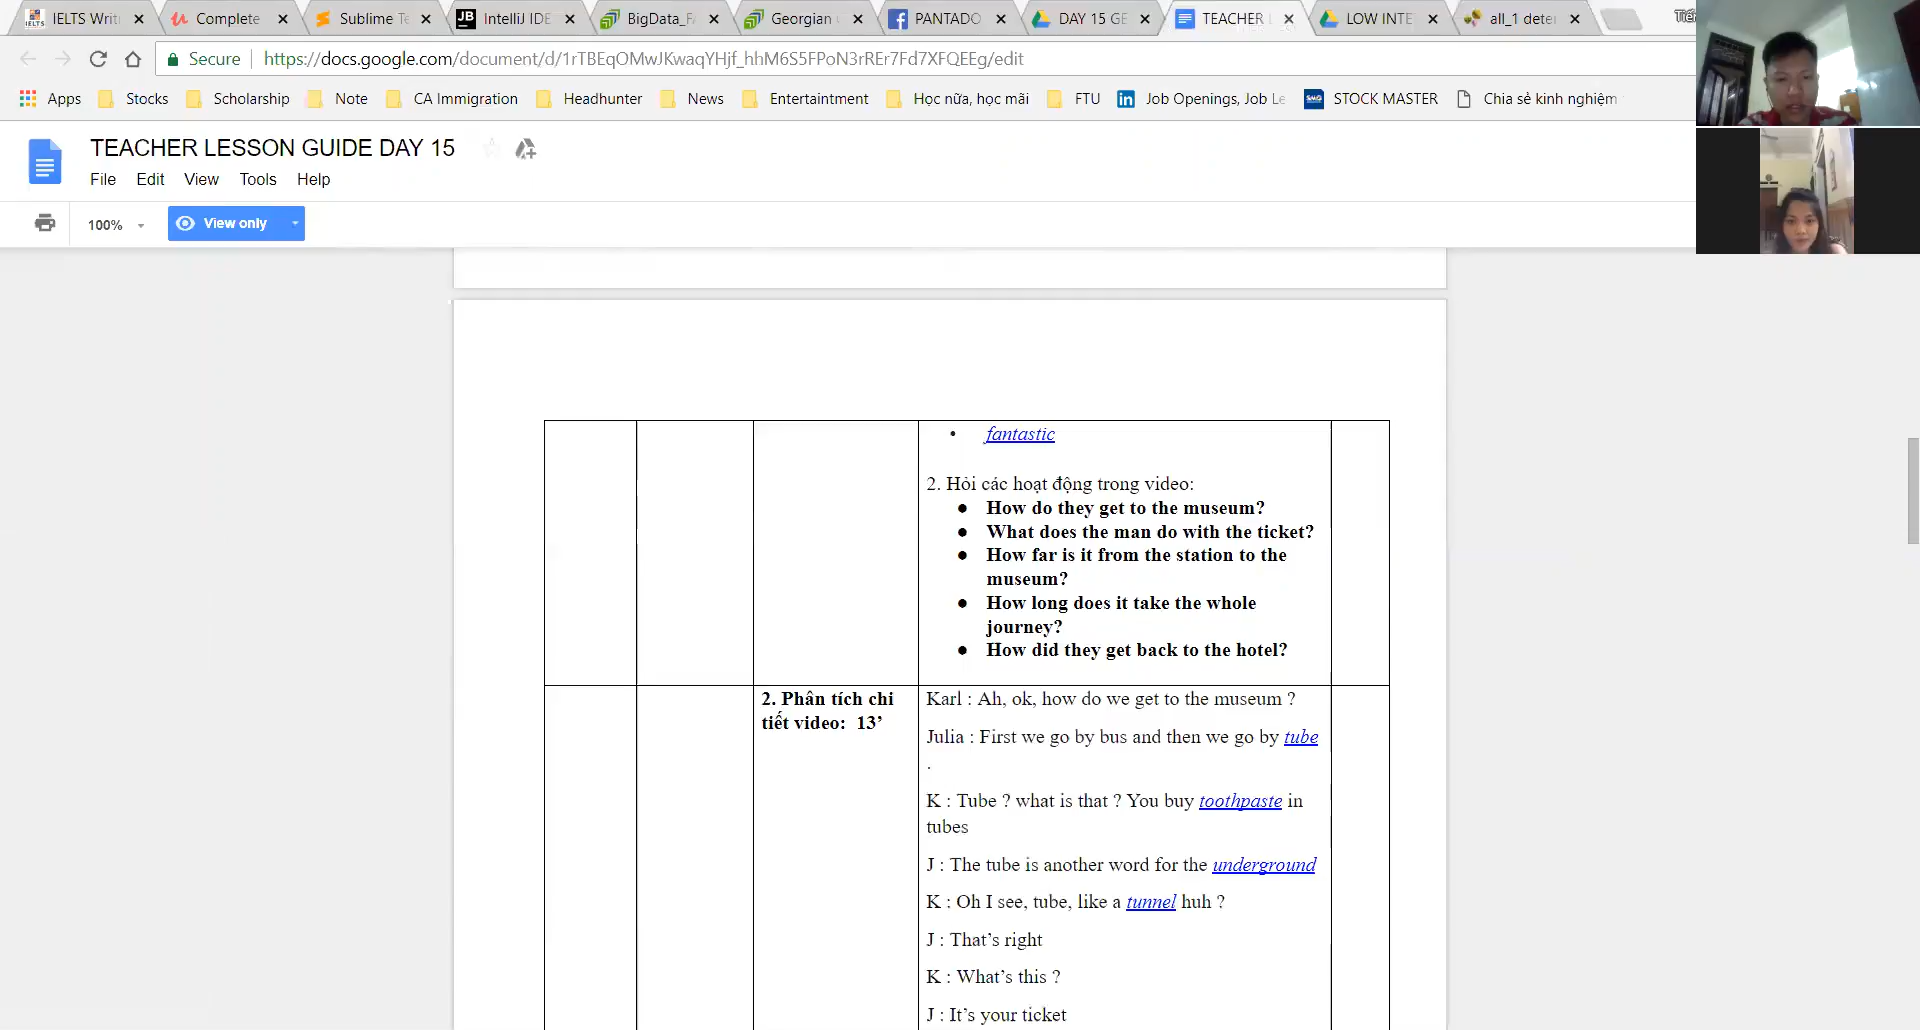 IELTS Writi
Complete
Sublime Te
IntelliJ IDE
BigData_F
Georgian
PANTADO
DAY 15 GE
TEACHER L
LOW INTE
all_1 dete
Secure
https://docs.google.com/document/d/1rTBEqOMwJKwaqYHjf_hhM6S5FPoN3rREr7Fd7XFQEEg/edit
Apps Stocks Scholarship Note CA Immigration Headhunter News Entertaintment Học nữa, học mãi FTU Job Openings, Job Le STOCK MASTER Chia sẻ kinh nghiệm
TEACHER LESSON GUIDE DAY 15
File Edit View Tools Help
100% View only
• fantastic
2. Hỏi các hoạt động trong video:
● How do they get to the museum?
● What does the man do with the ticket?
● How far is it from the station to the
museum?
● How long does it take the whole
journey?
● How did they get back to the hotel?
2. Phân tích chi
tiết video: 13’
Karl : Ah, ok, how do we get to the museum ?
Julia : First we go by bus and then we go by tube
.
K : Tube ? what is that ? You buy toothpaste in
tubes
J : The tube is another word for the underground
K : Oh I see, tube, like a tunnel huh ?
J : That’s right
K : What’s this ?
J : It’s your ticket